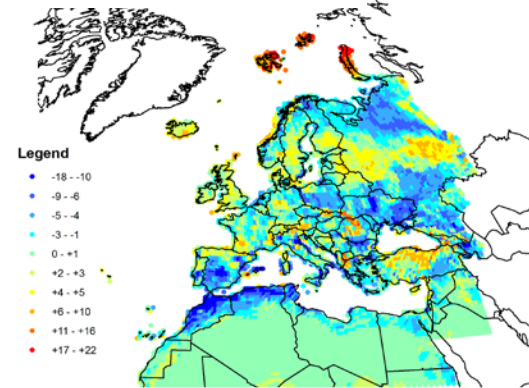 Legend
-18 - -10
-9 - -6
-5 - -4
-3 - -1
0 - +1
+2 - +3
+4 - +5
+6 - +10
+11 - +16
+17 - +22